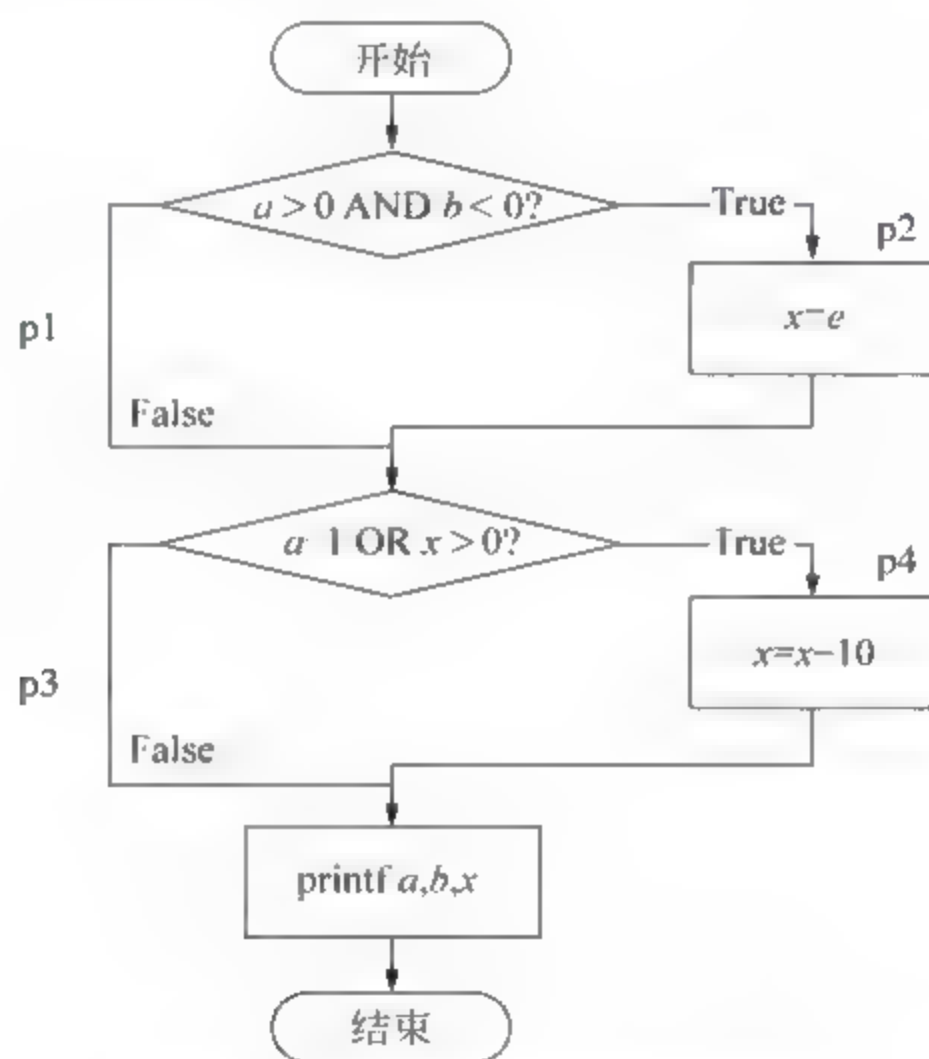 开始
a > 0 AND b < 0?
True
p2
x=e
p1
False
a 1 OR x > 0?
True
p4
x=x−10
p3
False
printf a,b,x
结束